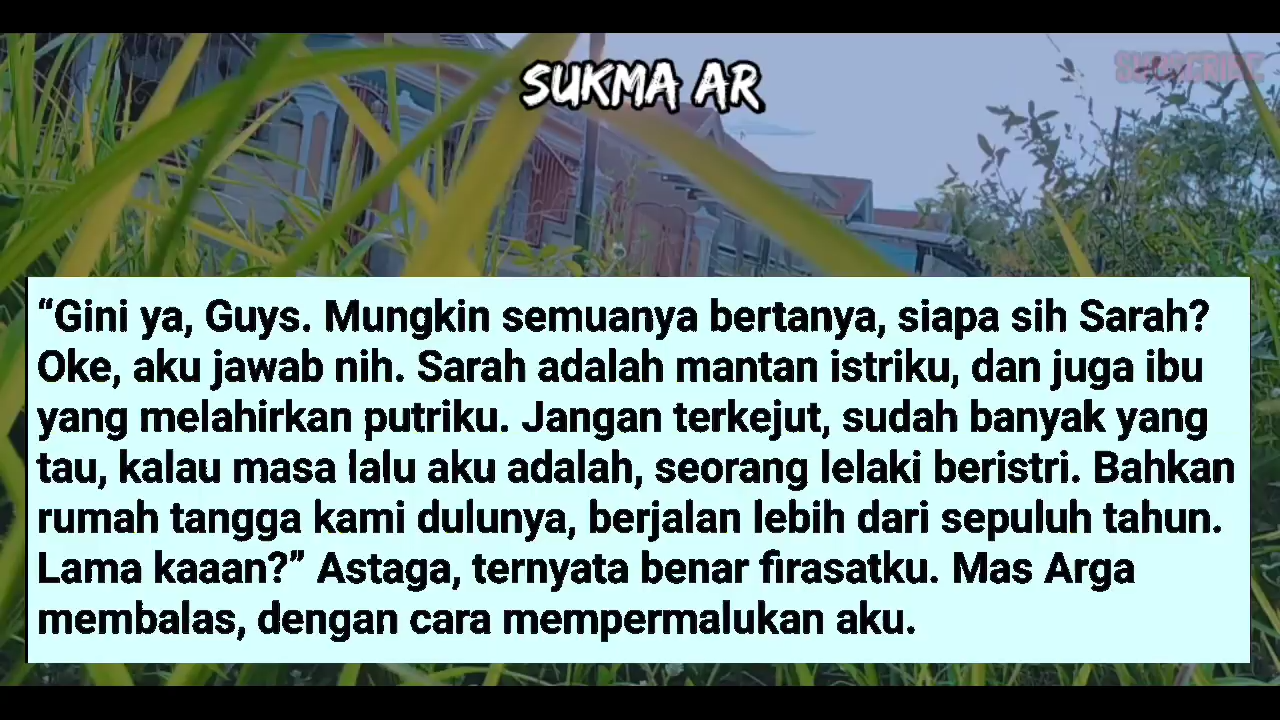 SUKMA AR
SUBSCRIBE
“Gini ya, Guys. Mungkin semuanya bertanya, siapa sih Sarah?
Oke, aku jawab nih. Sarah adalah mantan istriku, dan juga ibu
yang melahirkan putriku. Jangan terkejut, sudah banyak yang
tau, kalau masa lalu aku adalah, seorang lelaki beristri. Bahkan
rumah tangga kami dulunya, berjalan lebih dari sepuluh tahun.
Lama kaaan?” Astaga, ternyata benar firasatku. Mas Arga
membalas, dengan cara mempermalukan aku.